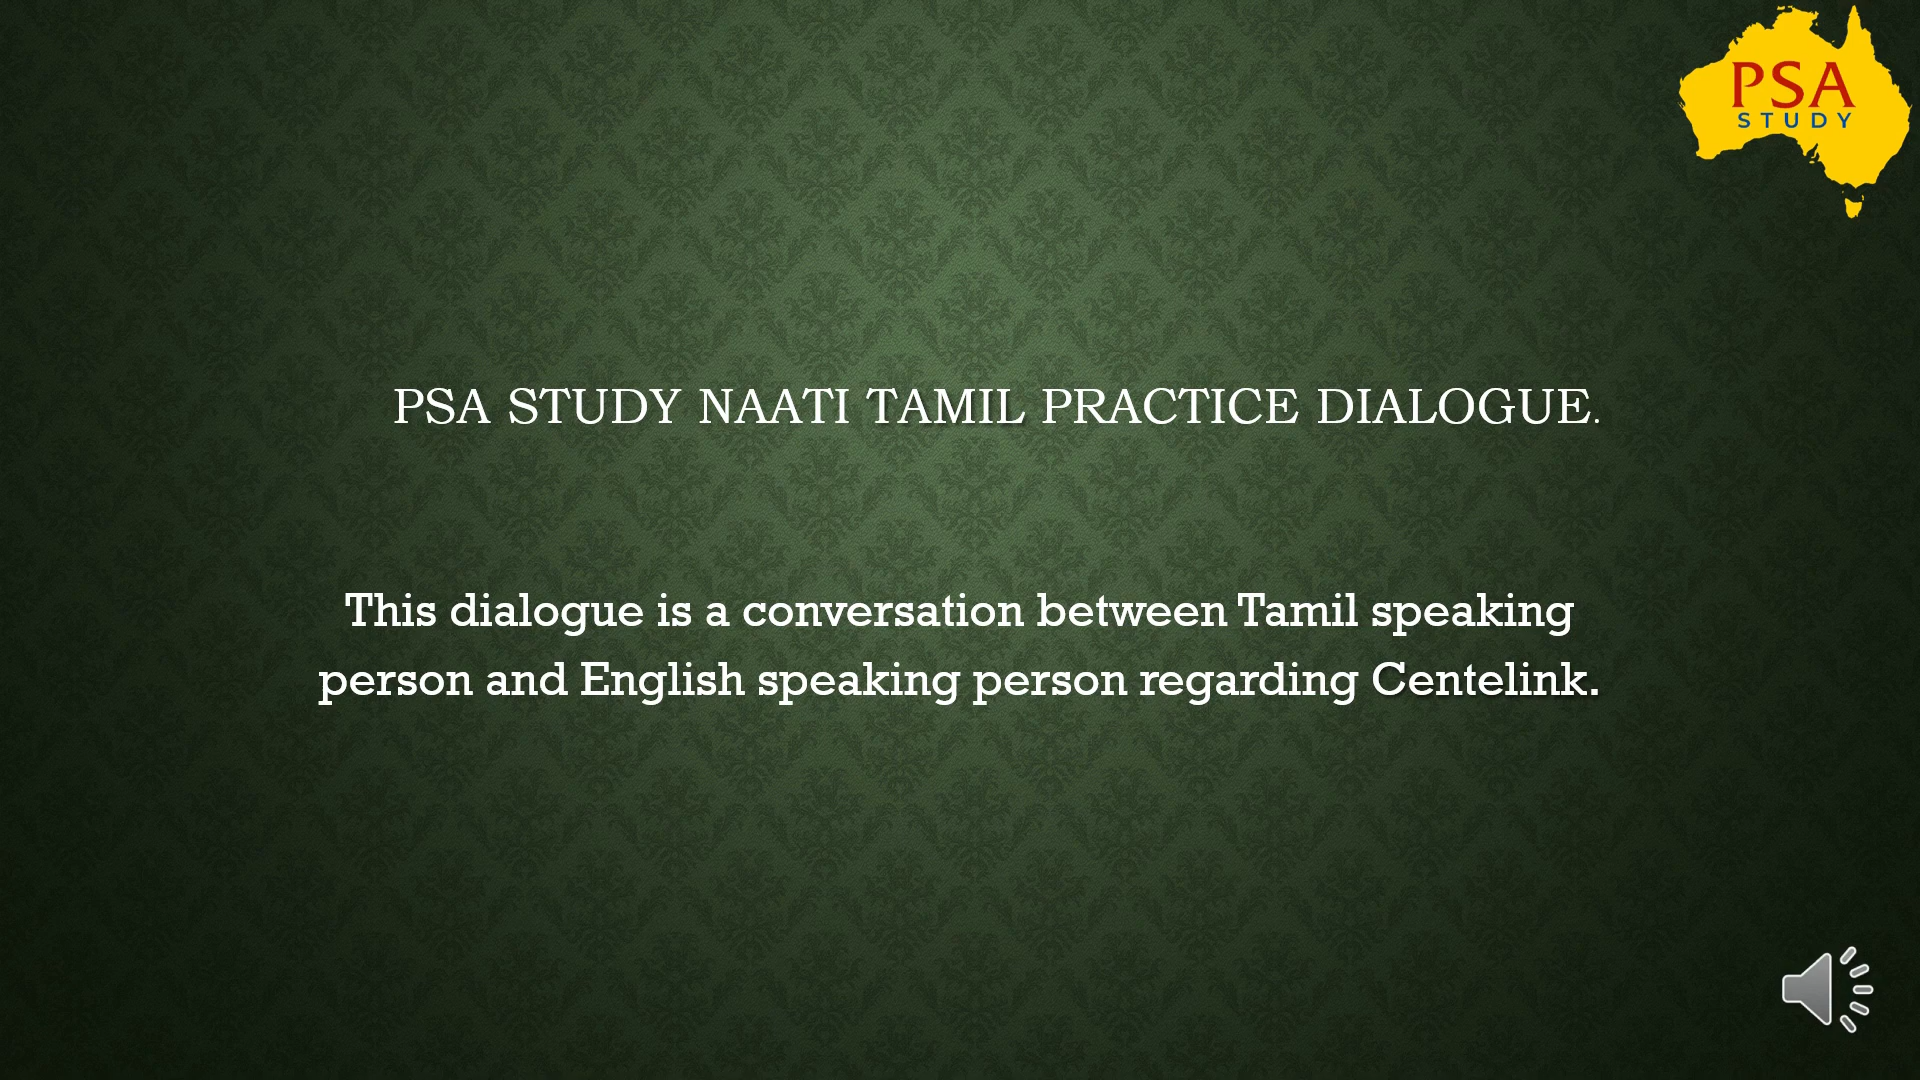 PSA
STUDY
PSA STUDY NAATI TAMIL PRACTICE DIALOGUE.
This dialogue is a conversation between Tamil speaking
person and English speaking person regarding Centelink.